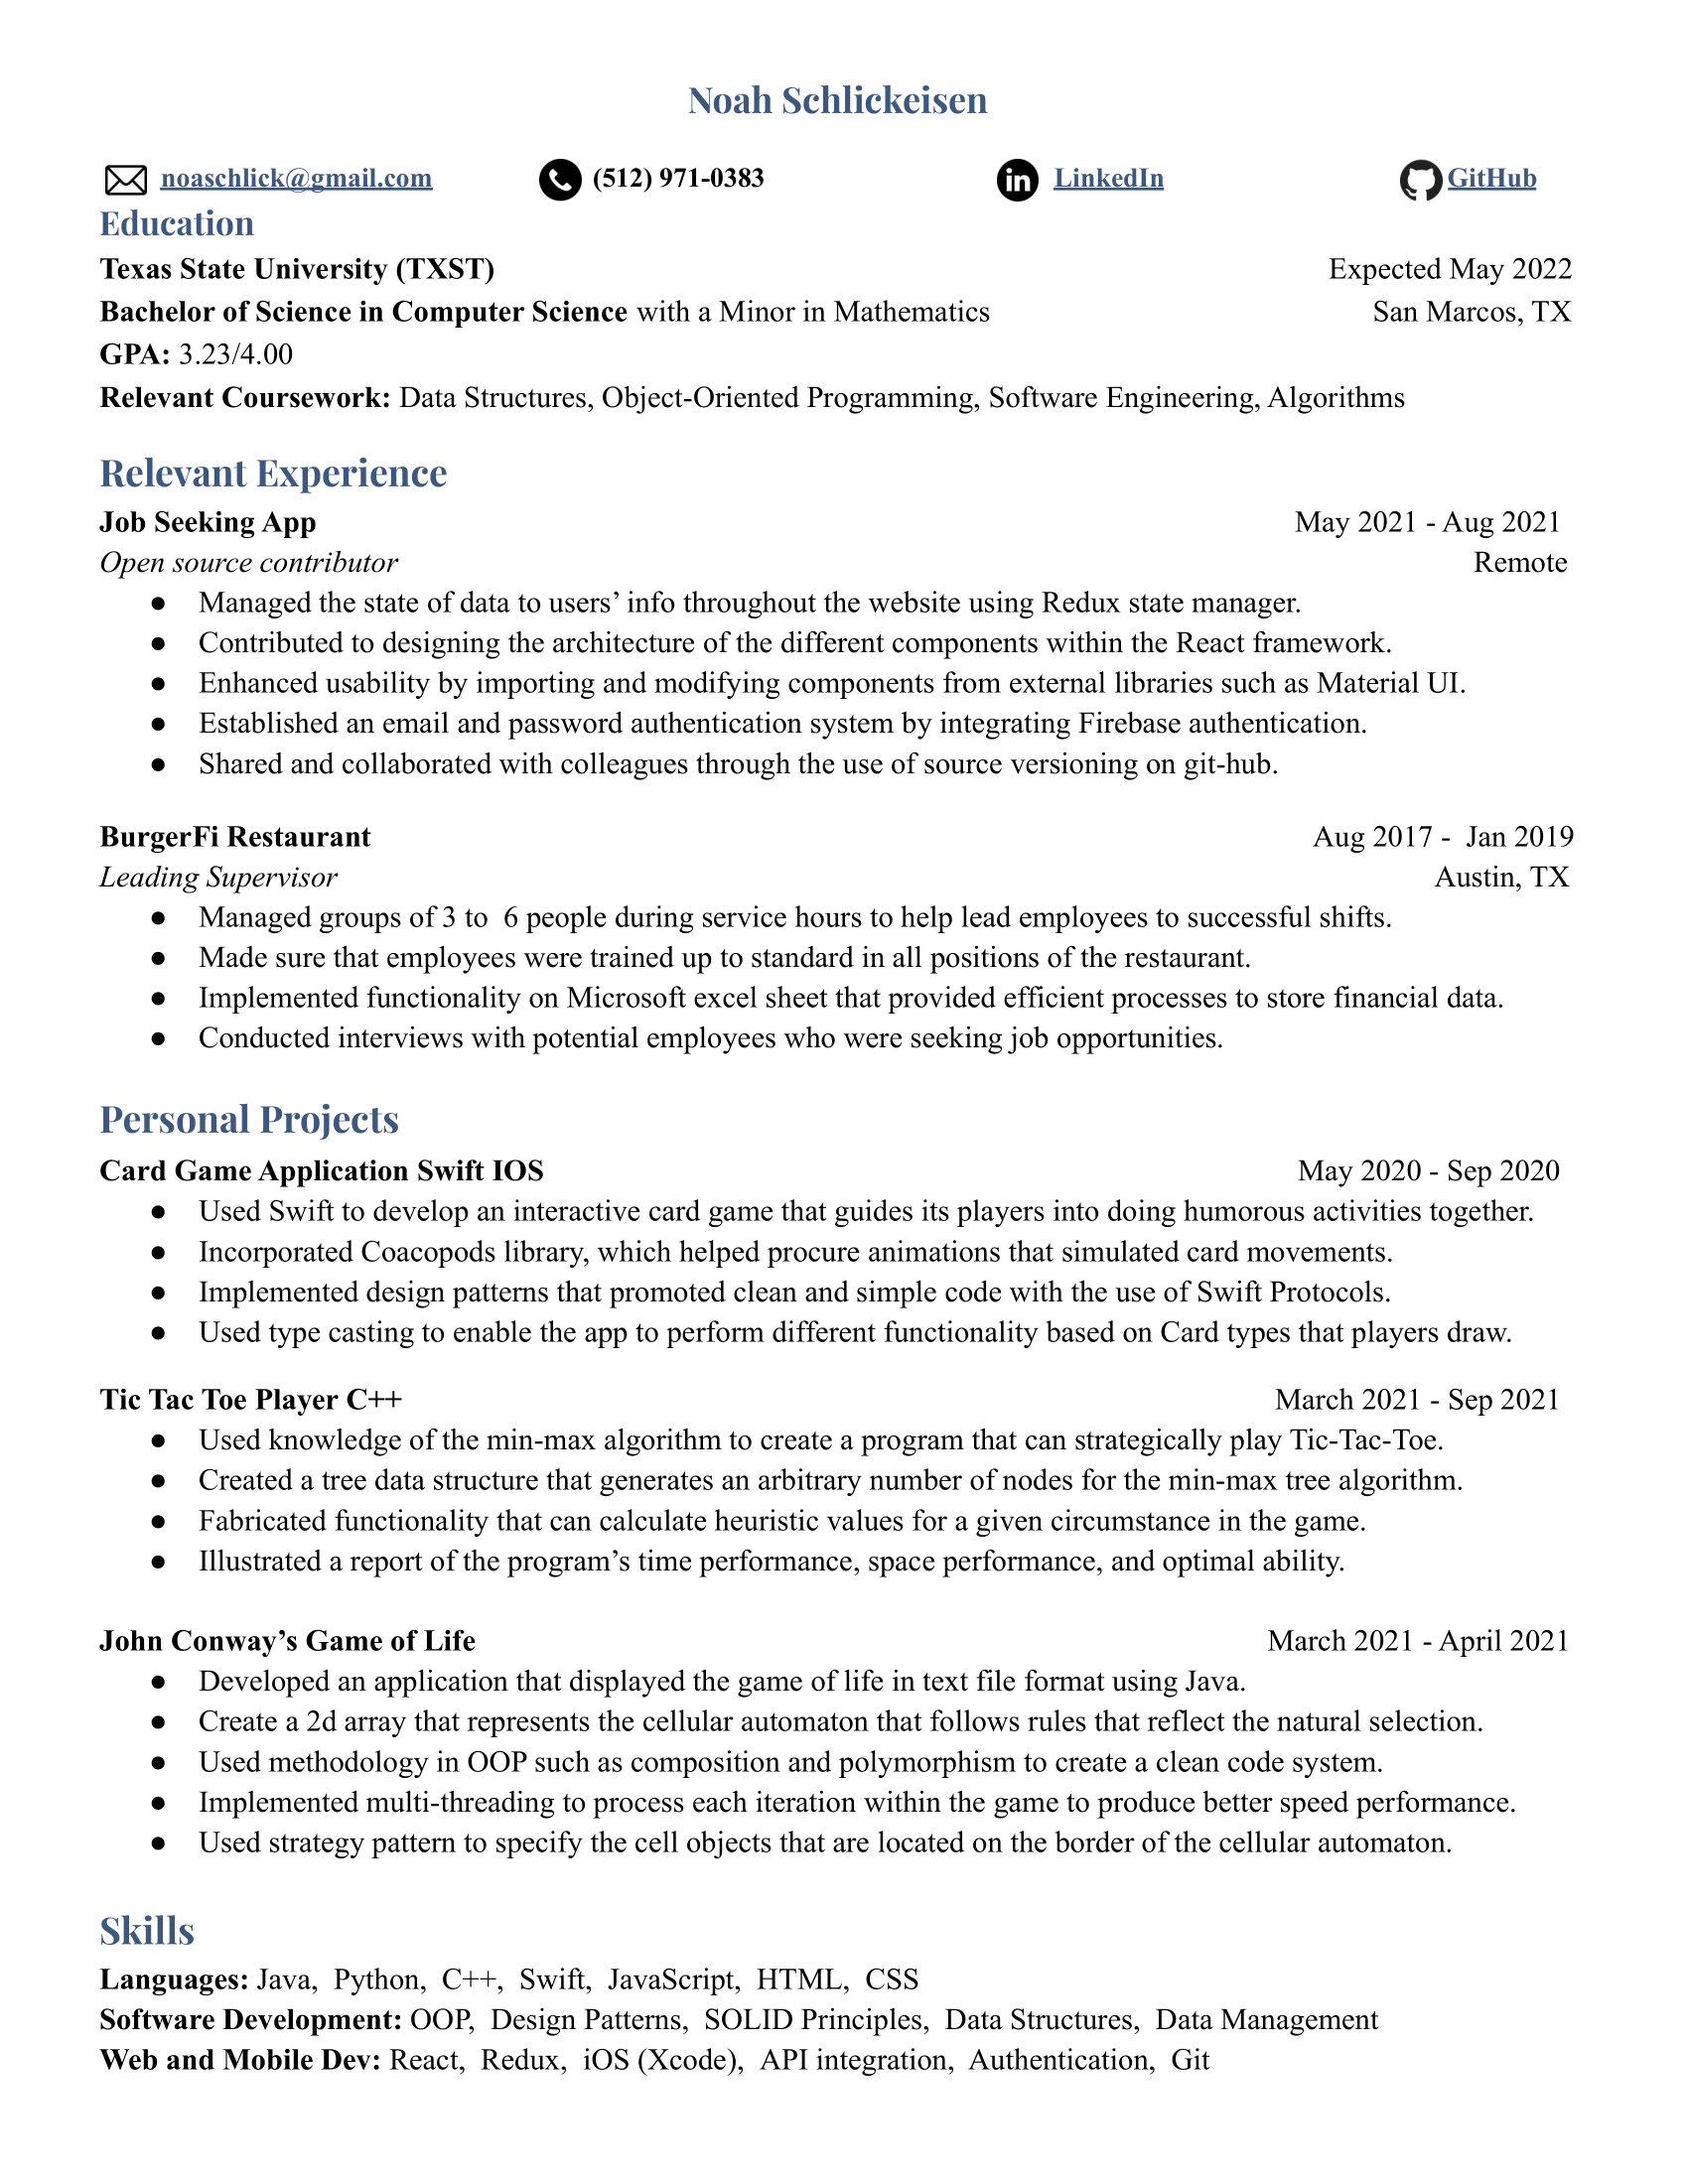 Noah Schlickeisen
noaschlick@gmail.com (512) 971-0383 LinkedIn GitHub
Education
Texas State University (TXST) Expected May 2022
Bachelor of Science in Computer Science with a Minor in Mathematics San Marcos, TX
GPA: 3.23/4.00
Relevant Coursework: Data Structures, Object-Oriented Programming, Software Engineering, Algorithms
Relevant Experience
Job Seeking App May 2021 - Aug 2021
Open source contributor Remote
● Managed the state of data to users’ info throughout the website using Redux state manager.
● Contributed to designing the architecture of the different components within the React framework.
● Enhanced usability by importing and modifying components from external libraries such as Material UI.
● Established an email and password authentication system by integrating Firebase authentication.
● Shared and collaborated with colleagues through the use of source versioning on git-hub.
BurgerFi Restaurant Aug 2017 - Jan 2019
Leading Supervisor Austin, TX
● Managed groups of 3 to 6 people during service hours to help lead employees to successful shifts.
● Made sure that employees were trained up to standard in all positions of the restaurant.
● Implemented functionality on Microsoft excel sheet that provided efficient processes to store financial data.
● Conducted interviews with potential employees who were seeking job opportunities.
Personal Projects
Card Game Application Swift IOS May 2020 - Sep 2020
● Used Swift to develop an interactive card game that guides its players into doing humorous activities together.
● Incorporated Coacopods library, which helped procure animations that simulated card movements.
● Implemented design patterns that promoted clean and simple code with the use of Swift Protocols.
● Used type casting to enable the app to perform different functionality based on Card types that players draw.
Tic Tac Toe Player C++ March 2021 - Sep 2021
● Used knowledge of the min-max algorithm to create a program that can strategically play Tic-Tac-Toe.
● Created a tree data structure that generates an arbitrary number of nodes for the min-max tree algorithm.
● Fabricated functionality that can calculate heuristic values for a given circumstance in the game.
● Illustrated a report of the program’s time performance, space performance, and optimal ability.
John Conway’s Game of Life March 2021 - April 2021
● Developed an application that displayed the game of life in text file format using Java.
● Create a 2d array that represents the cellular automaton that follows rules that reflect the natural selection.
● Used methodology in OOP such as composition and polymorphism to create a clean code system.
● Implemented multi-threading to process each iteration within the game to produce better speed performance.
● Used strategy pattern to specify the cell objects that are located on the border of the cellular automaton.
Skills
Languages: Java, Python, C++, Swift, JavaScript, HTML, CSS
Software Development: OOP, Design Patterns, SOLID Principles, Data Structures, Data Management
Web and Mobile Dev: React, Redux, iOS (Xcode), API integration, Authentication, Git